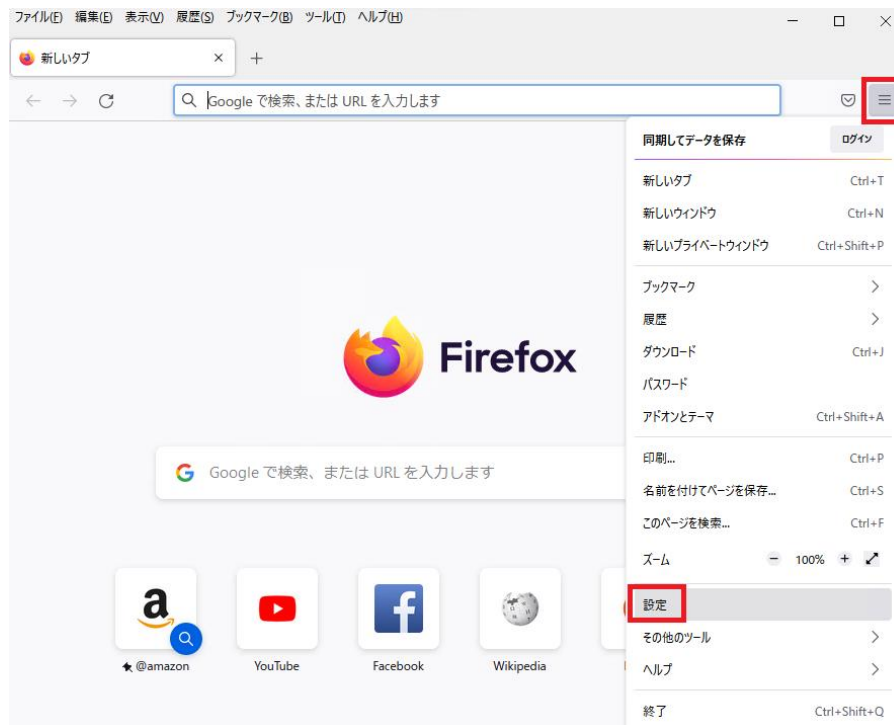 ファイル(F) 編集(E) 表示(V) 履歴(S) ブックマーク(B) ツール(T) ヘルプ(H)
新しいタブ
Google で検索、または URL を入力します
同期してデータを保存 ログイン
新しいタブ Ctrl+T
新しいウィンドウ Ctrl+N
新しいプライベートウィンドウ Ctrl+Shift+P
ブックマーク
履歴
ダウンロード Ctrl+J
パスワード
アドオンとテーマ Ctrl+Shift+A
印刷... Ctrl+P
名前を付けてページを保存... Ctrl+S
このページを検索... Ctrl+F
ズーム − 100% +
設定
その他のツール
ヘルプ
終了 Ctrl+Shift+Q
Firefox
Google で検索、または URL を入力します
@amazon YouTube Facebook Wikipedia